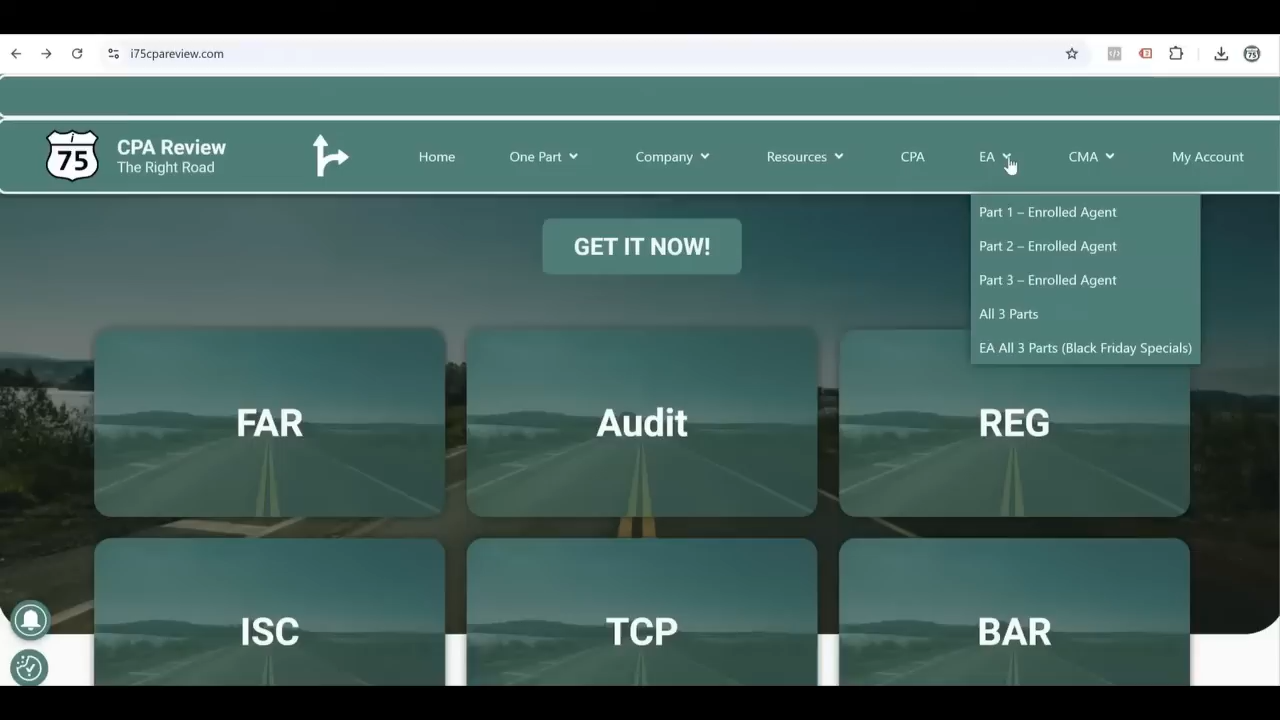 i75cpareview.com
i
75
CPA Review
The Right Road
Home
One Part
Company
Resources
CPA
EA
CMA
My Account
Part 1 – Enrolled Agent
Part 2 – Enrolled Agent
Part 3 – Enrolled Agent
All 3 Parts
EA All 3 Parts (Black Friday Specials)
GET IT NOW!
FAR
Audit
REG
ISC
TCP
BAR